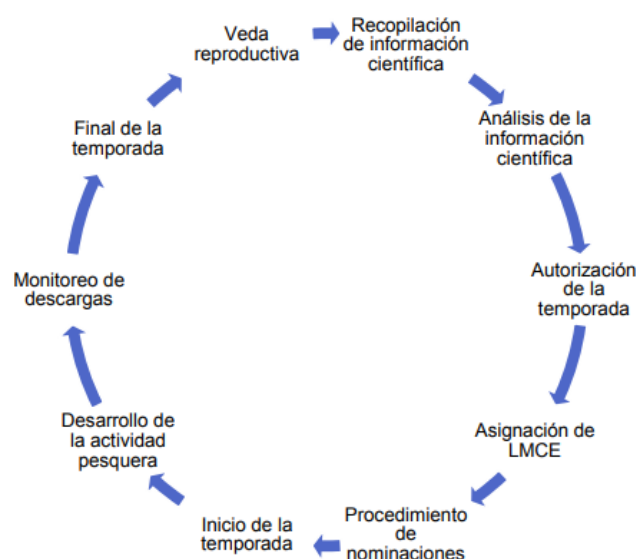 Veda
reproductiva
Recopilación
de información
científica
Análisis de la
información
científica
Autorización
de la
temporada
Asignación de
LMCE
Procedimiento
de
nominaciones
Inicio de la
temporada
Desarrollo de
la actividad
pesquera
Monitoreo de
descargas
Final de la
temporada